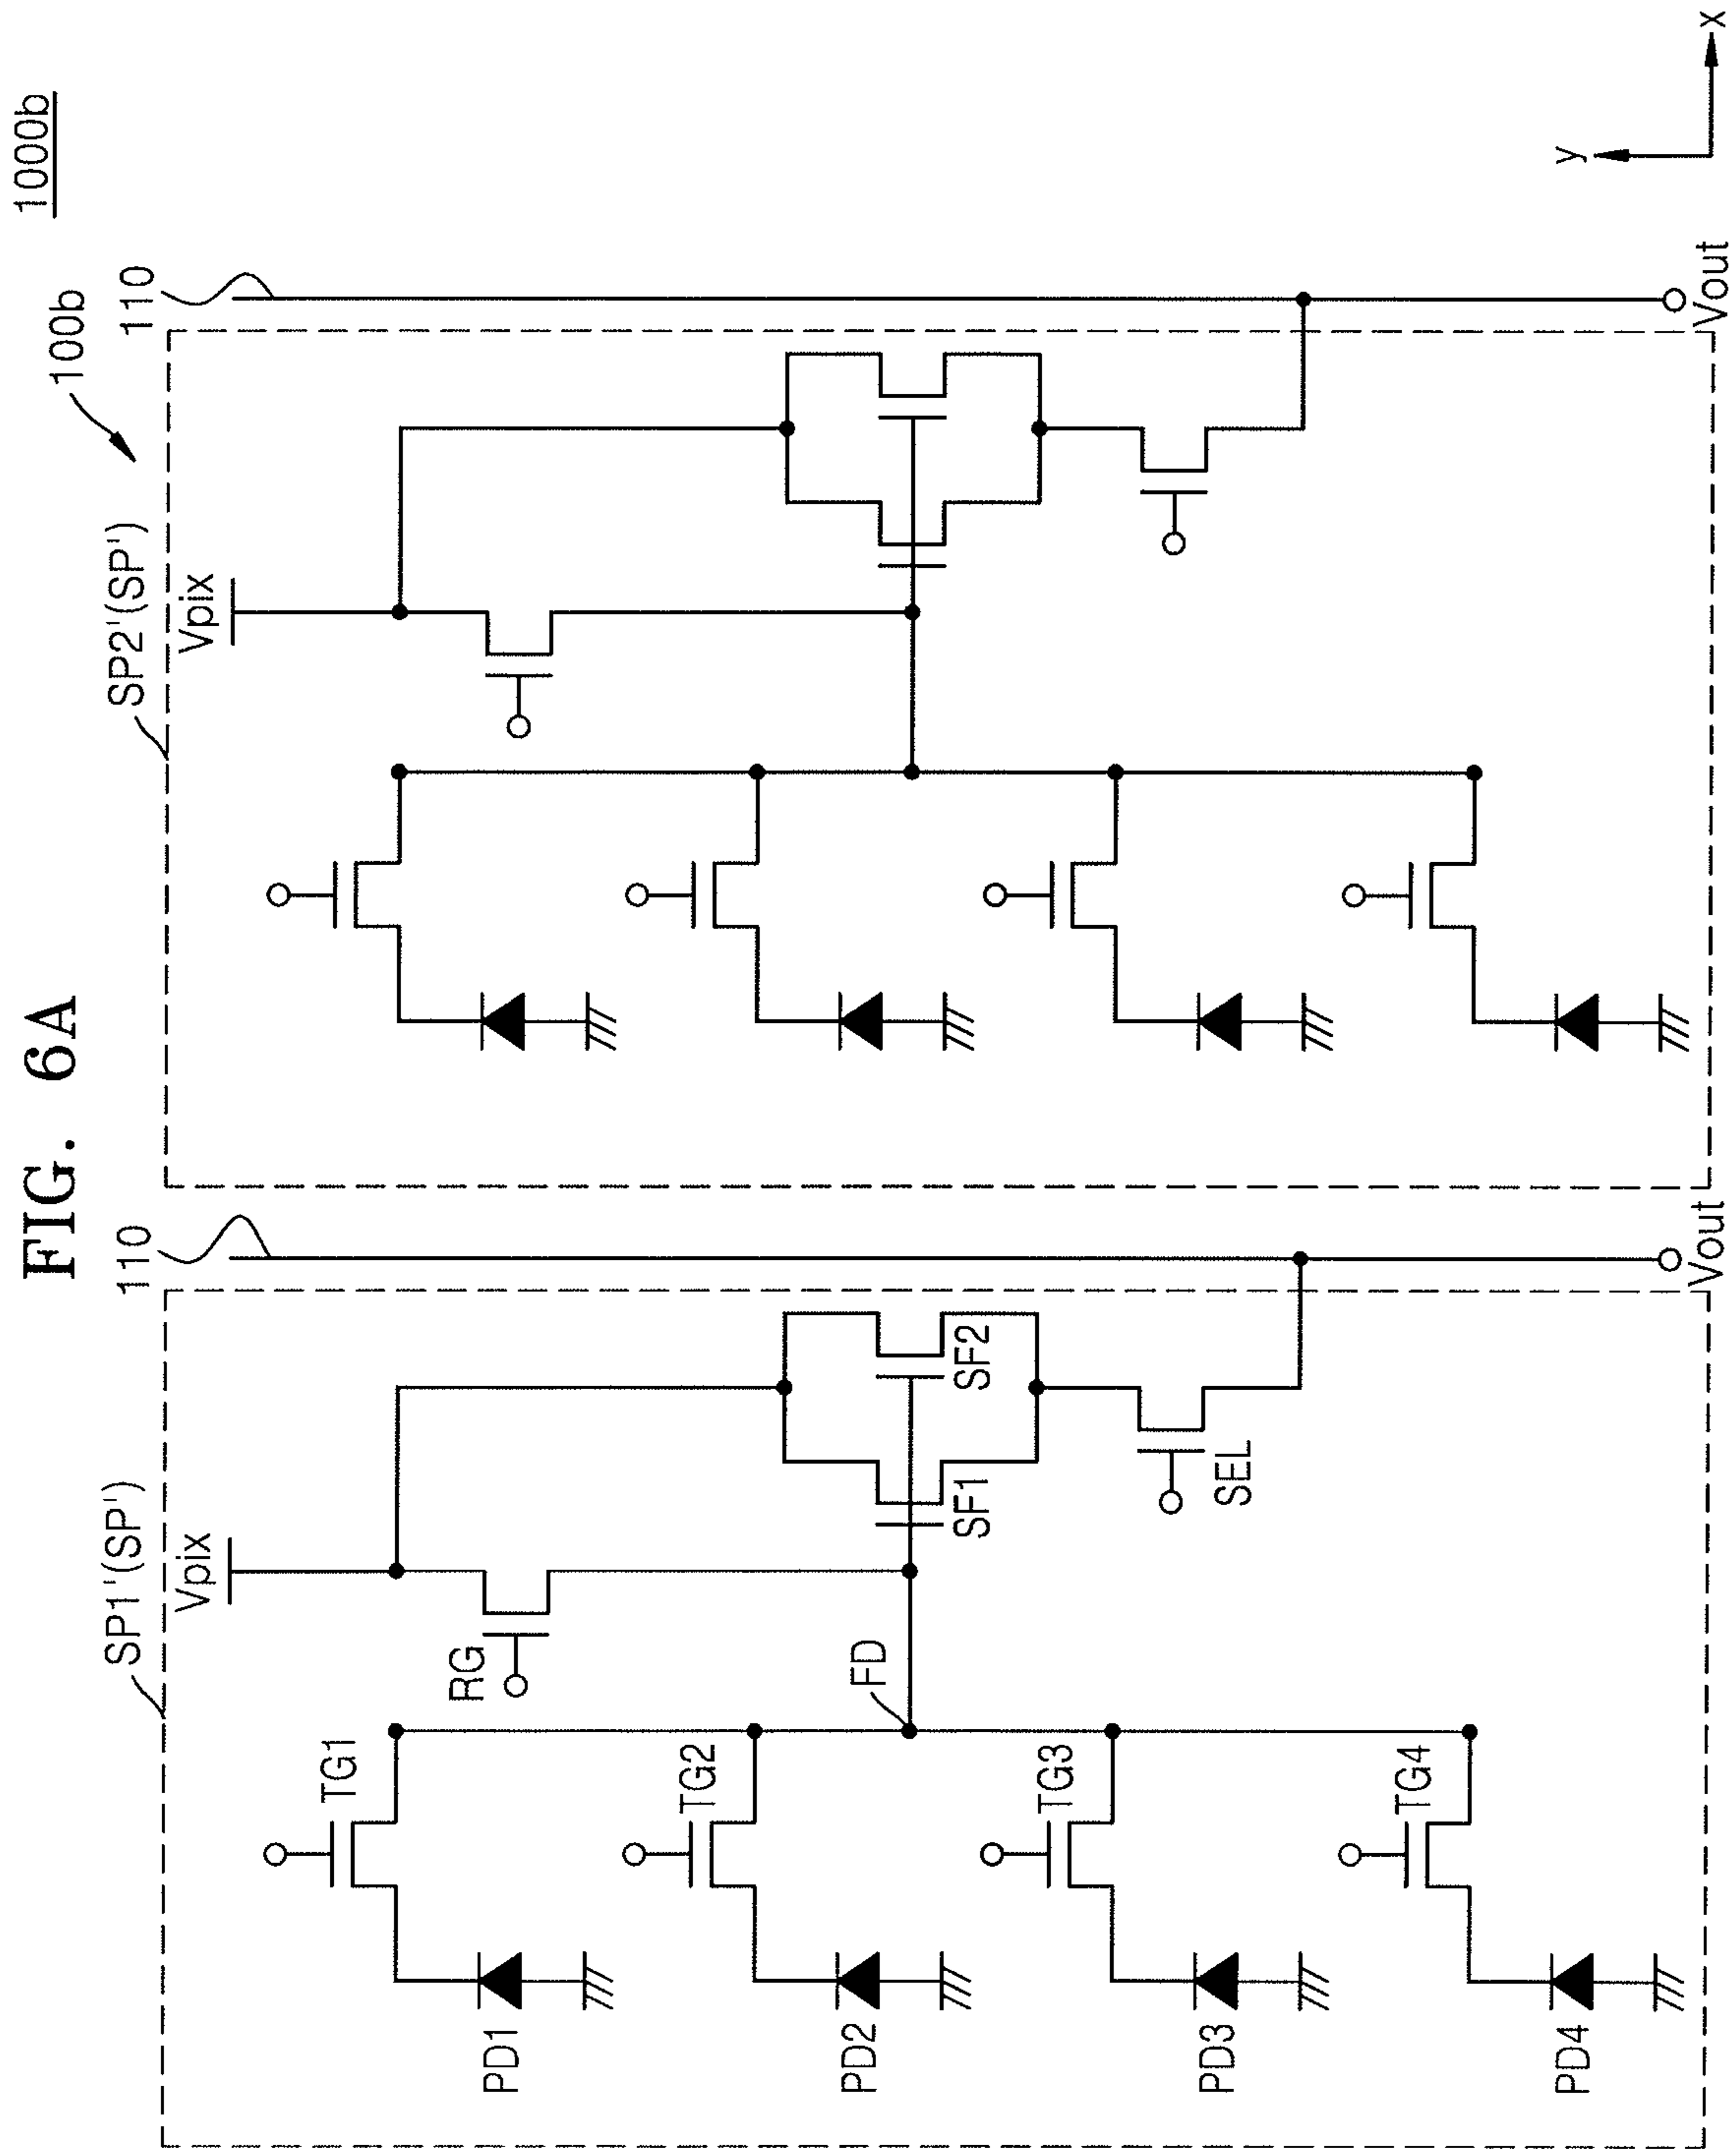 FIG. 6A
1000b
100b
SP1'(SP')
110
SP2'(SP')
110
Vpix
Vpix
RG
TG1
PD1
TG2
PD2
FD
SF1
SF2
TG3
PD3
SEL
TG4
PD4
Vout
Vout
y
x